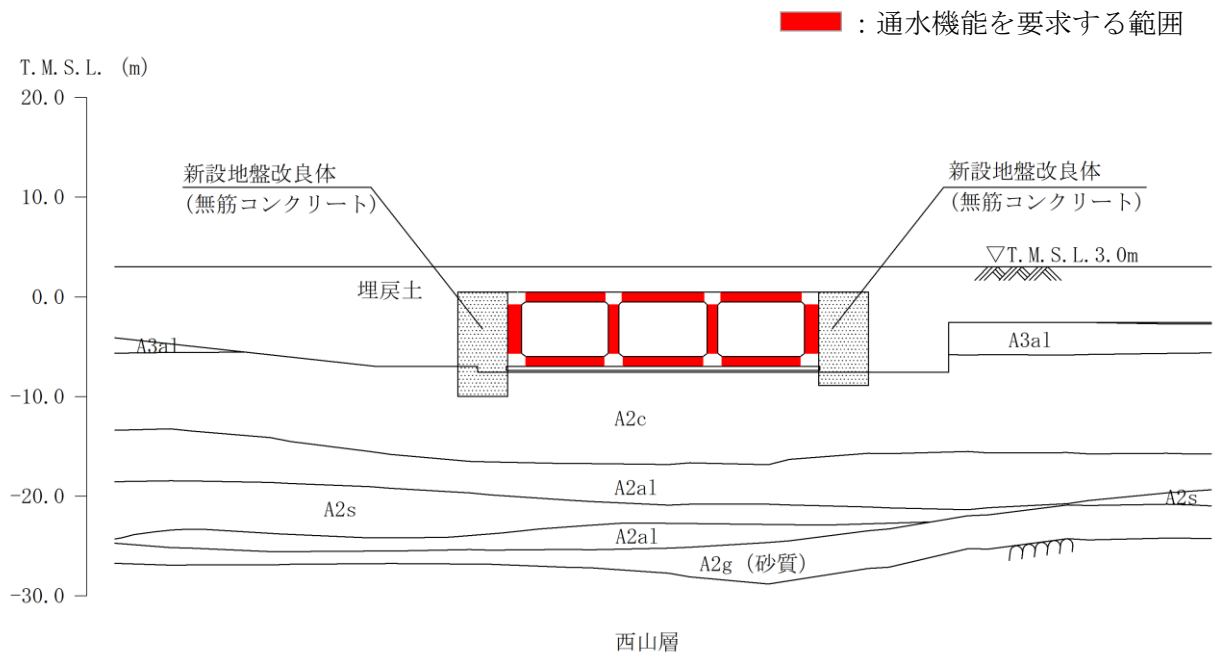 ：通水機能を要求する範囲
T.M.S.L. (m)
20.0
新設地盤改良体
(無筋コンクリート)
新設地盤改良体
(無筋コンクリート)
10.0
▽T.M.S.L.3.0m
埋戻土
0.0
A3al
A3al
-10.0
A2c
A2al
-20.0
A2s
A2s
A2al
A2g (砂質)
-30.0
西山層